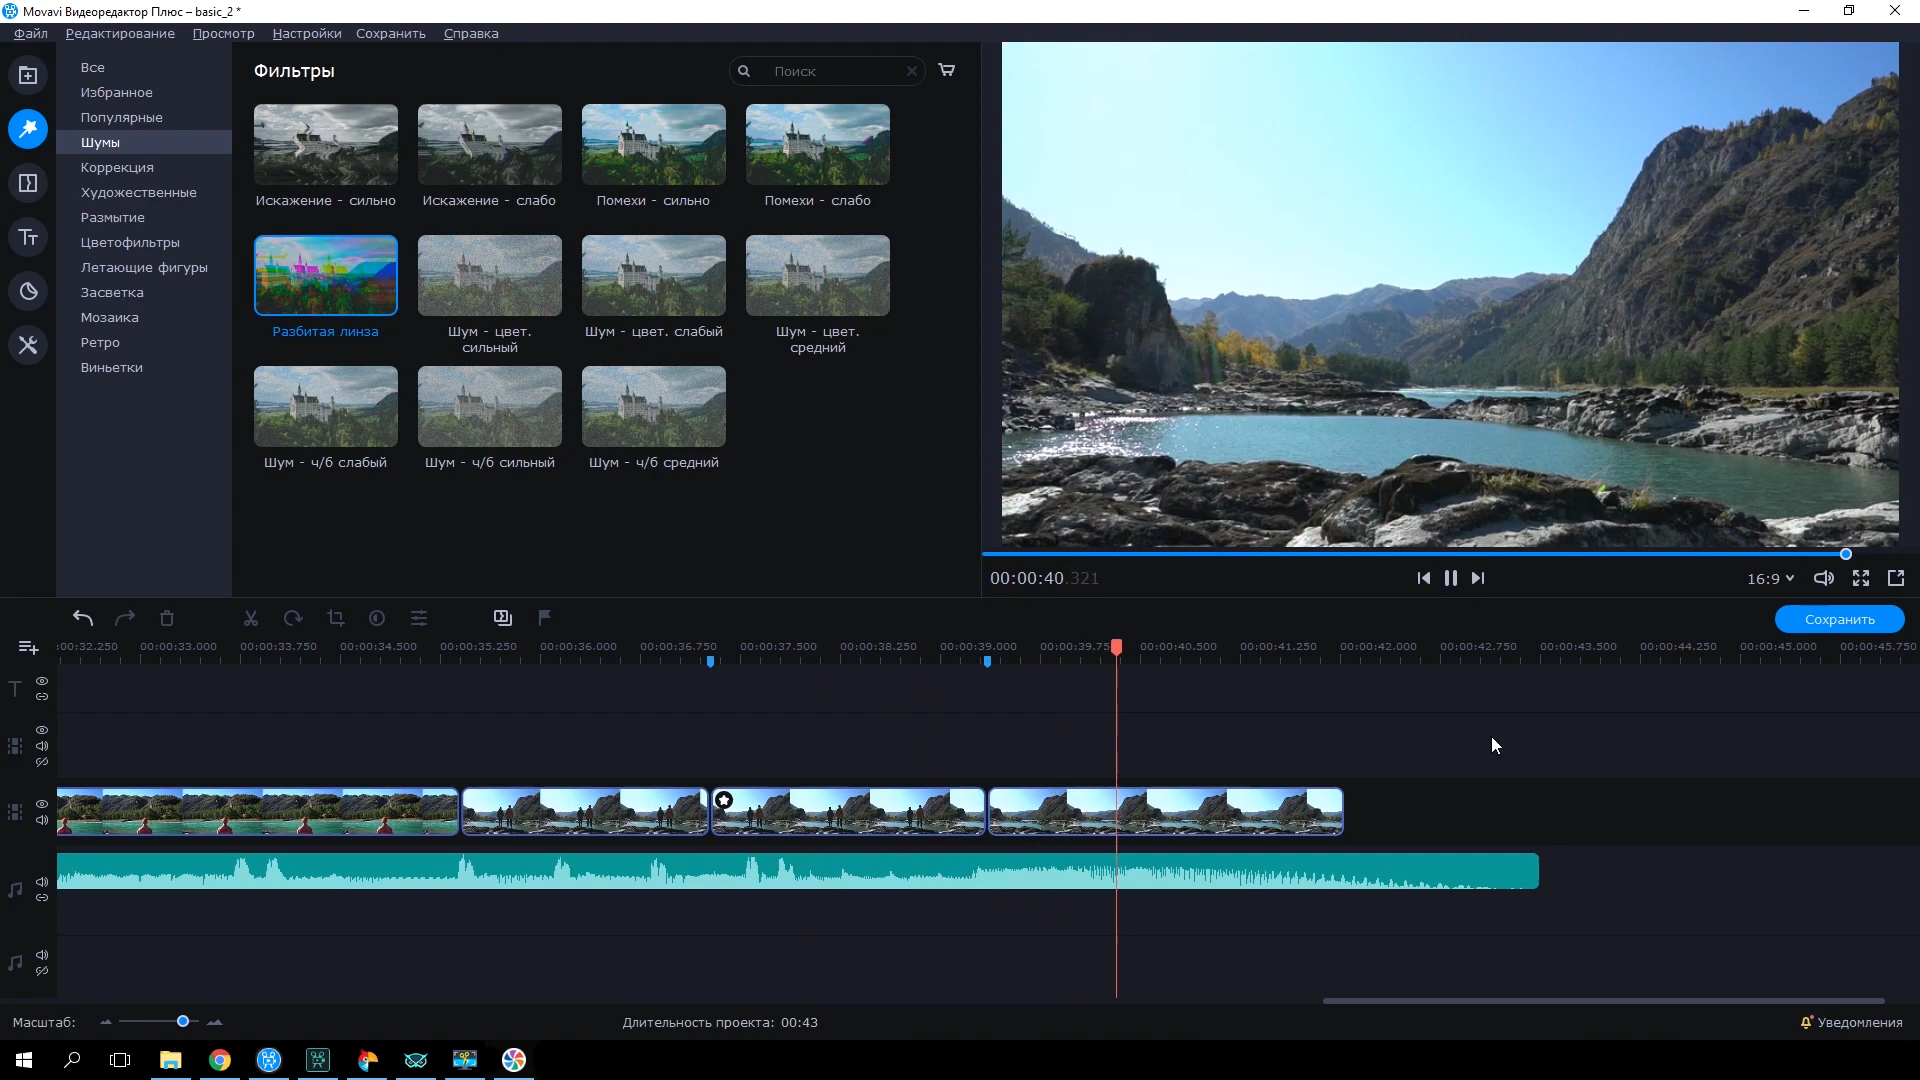 Movavi Видеоредактор Плюс – basic_2 *
Файл Редактирование Просмотр Настройки Сохранить Справка
Все
Избранное
Популярные
Шумы
Коррекция
Художественные
Размытие
Цветофильтры
Летающие фигуры
Засветка
Мозаика
Ретро
Виньетки
Фильтры
Поиск
Искажение - сильно
Искажение - слабо
Помехи - сильно
Помехи - слабо
Разбитая линза
Шум - цвет.
сильный
Шум - цвет. слабый
Шум - цвет.
средний
Шум - ч/б слабый
Шум - ч/б сильный
Шум - ч/б средний
00:00:40.321
16:9
Сохранить
:00:32.250 00:00:33.000 00:00:33.750 00:00:34.500 00:00:35.250 00:00:36.000 00:00:36.750 00:00:37.500 00:00:38.250 00:00:39.000 00:00:39.75 00:00:40.500 00:00:41.250 00:00:42.000 00:00:42.750 00:00:43.500 00:00:44.250 00:00:45.000 00:00:45.750
Масштаб:
Длительность проекта: 00:43
Уведомления